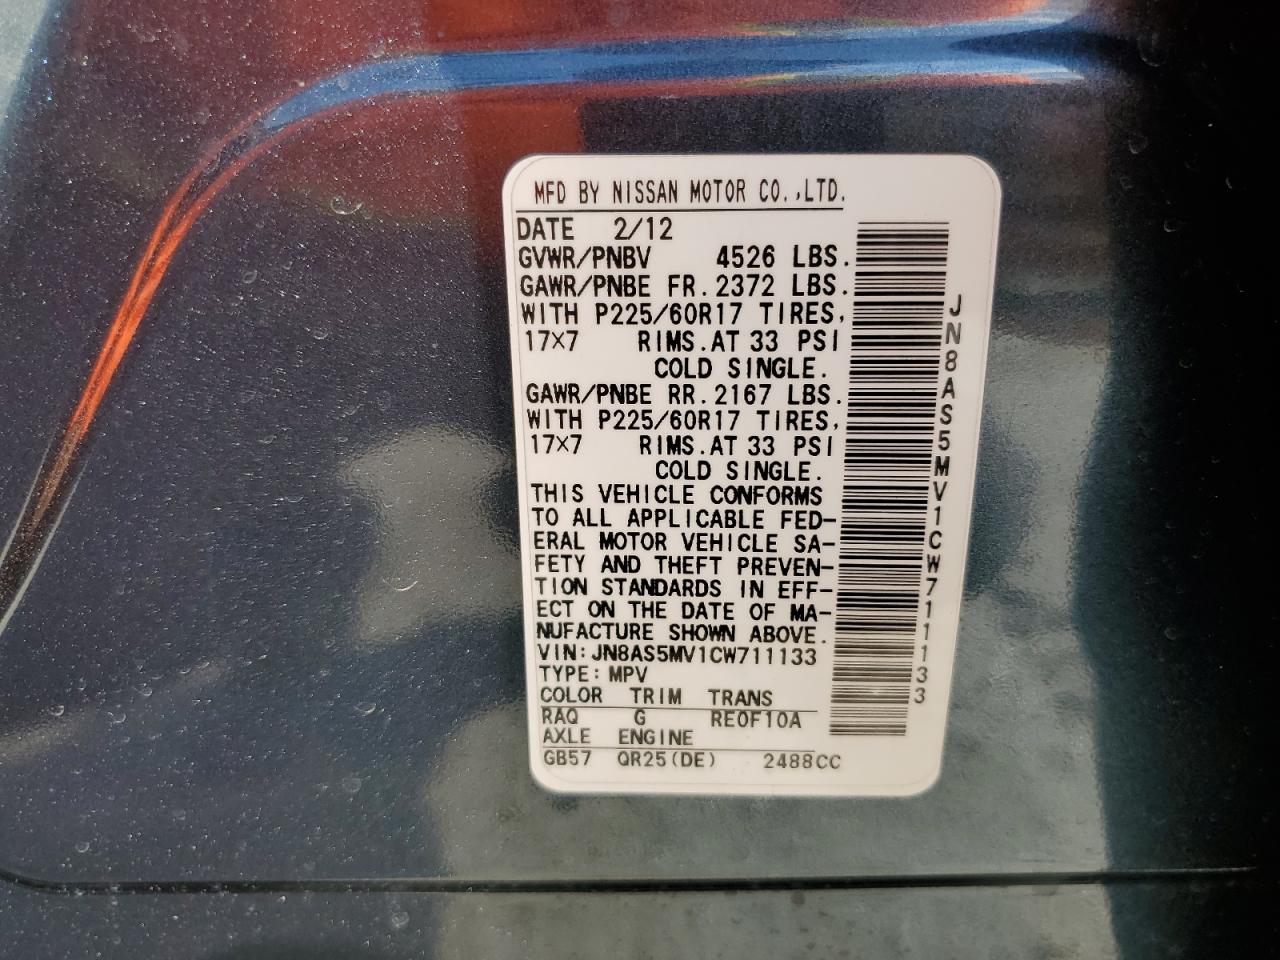 MFD BY NISSAN MOTOR CO.,LTD.
DATE 2/12
GVWR/PNBV 4526 LBS.
GAWR/PNBE FR. 2372 LBS.
WITH P225/60R17 TIRES,
17×7 RIMS. AT 33 PSI
COLD SINGLE.
GAWR/PNBE RR. 2167 LBS.
WITH P225/60R17 TIRES,
17×7 RIMS. AT 33 PSI
COLD SINGLE.
THIS VEHICLE CONFORMS
TO ALL APPLICABLE FED-
ERAL MOTOR VEHICLE SA-
FETY AND THEFT PREVEN-
TION STANDARDS IN EFF-
ECT ON THE DATE OF MA-
NUFACTURE SHOWN ABOVE.
VIN: JN8AS5MV1CW711133
TYPE: MPV
COLOR TRIM TRANS
RAQ G RE0F10A
AXLE ENGINE
GB57 QR25(DE) 2488CC
JN8AS5MV1CW711133